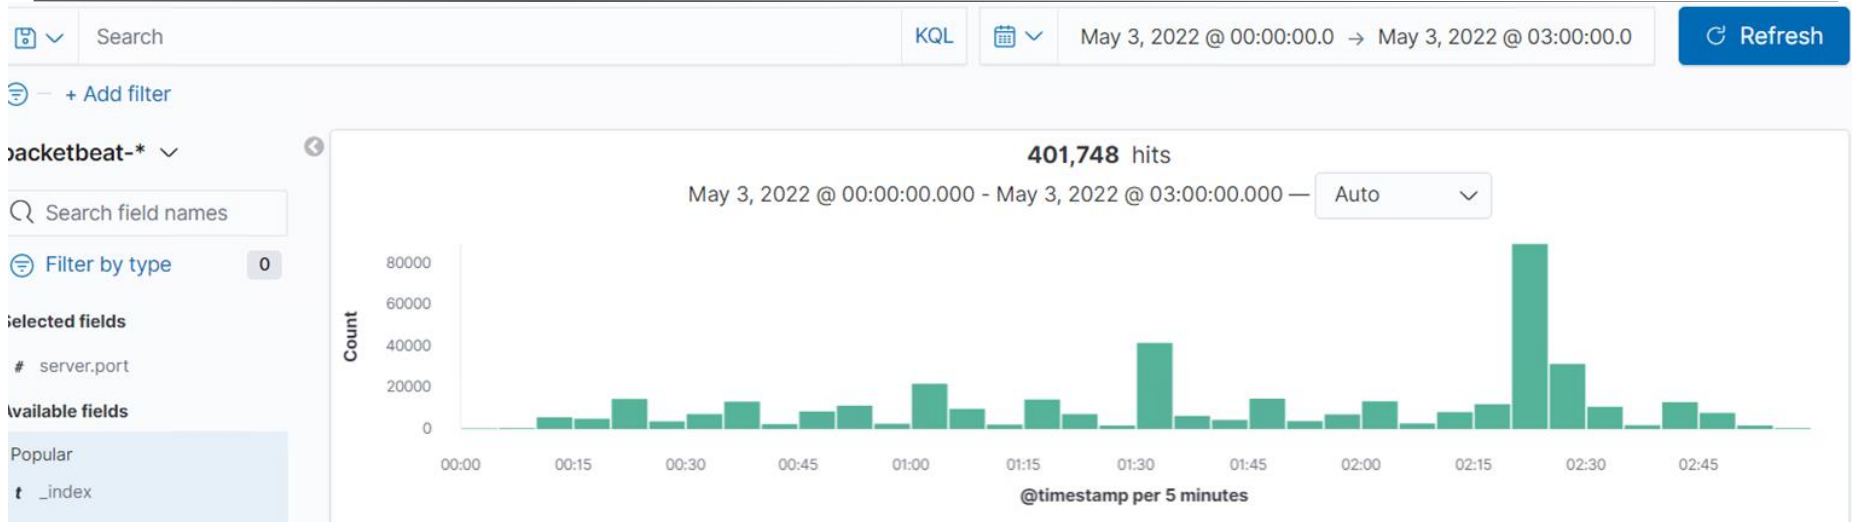 Search
KQL
May 3, 2022 @ 00:00:00.0 → May 3, 2022 @ 03:00:00.0
Refresh
+ Add filter
packetbeat-*
Search field names
Filter by type 0
Selected fields
# server.port
Available fields
Popular
t _index
401,748 hits
May 3, 2022 @ 00:00:00.000 - May 3, 2022 @ 03:00:00.000 — Auto
Count
80000
60000
40000
20000
0
00:00 00:15 00:30 00:45 01:00 01:15 01:30 01:45 02:00 02:15 02:30 02:45
@timestamp per 5 minutes